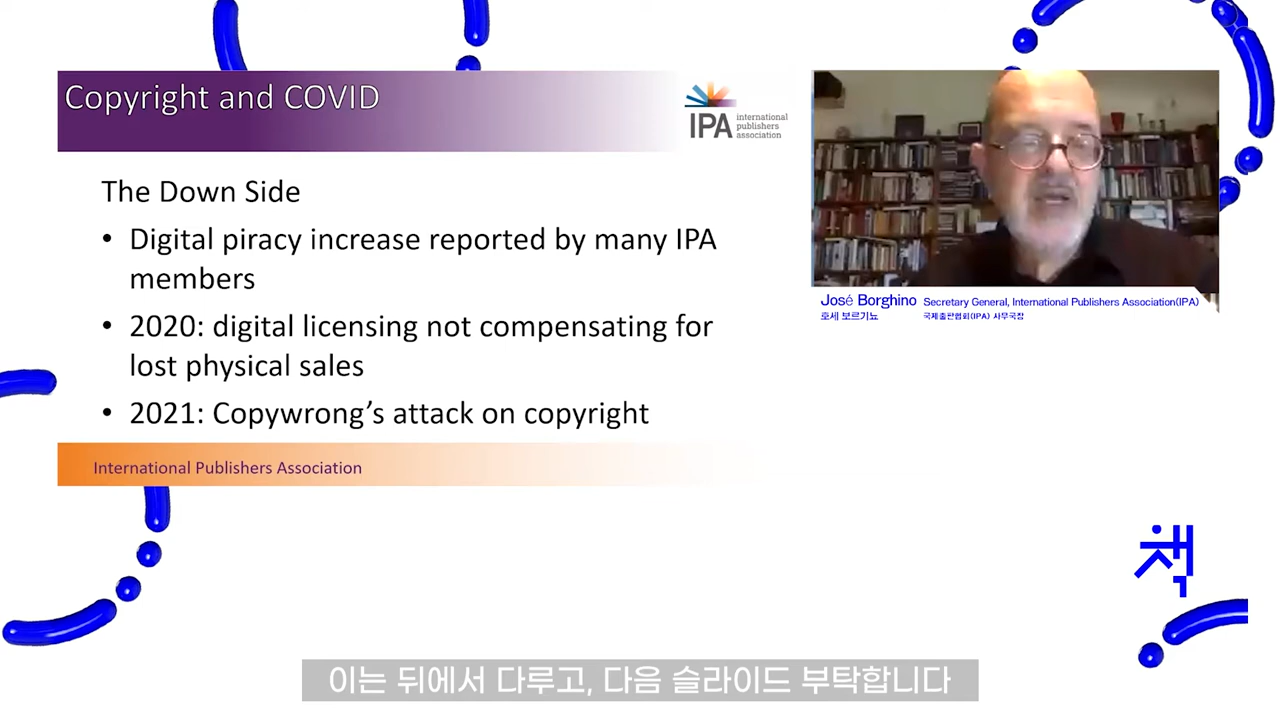 Copyright and COVID
IPA
international
publishers
association
The Down Side
• Digital piracy increase reported by many IPA
members
• 2020: digital licensing not compensating for
lost physical sales
• 2021: Copywrong's attack on copyright
International Publishers Association
José Borghino Secretary General, International Publishers Association(IPA)
호세 보르기뇨 국제출판협회(IPA) 사무국장
책
이는 뒤에서 다루고, 다음 슬라이드 부탁합니다